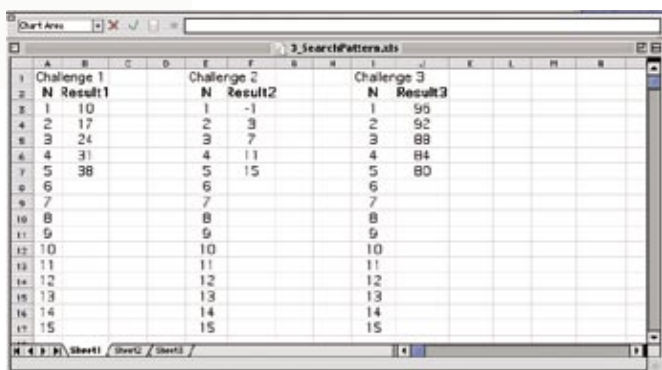 Chart Area
3_SearchPattern.xls
A B C D E F G H I J K L M N
1 Challenge 1 Challenge 2 Challenge 3
2 N Result1 N Result2 N Result3
3 1 10 1 -1 1 96
4 2 17 2 3 2 92
5 3 24 3 7 3 88
6 4 31 4 11 4 84
7 5 38 5 15 5 80
8 6 6 6
9 7 7 7
10 8 8 8
11 9 9 9
12 10 10 10
13 11 11 11
14 12 12 12
15 13 13 13
16 14 14 14
17 15 15 15
Sheet1 Sheet2 Sheet3